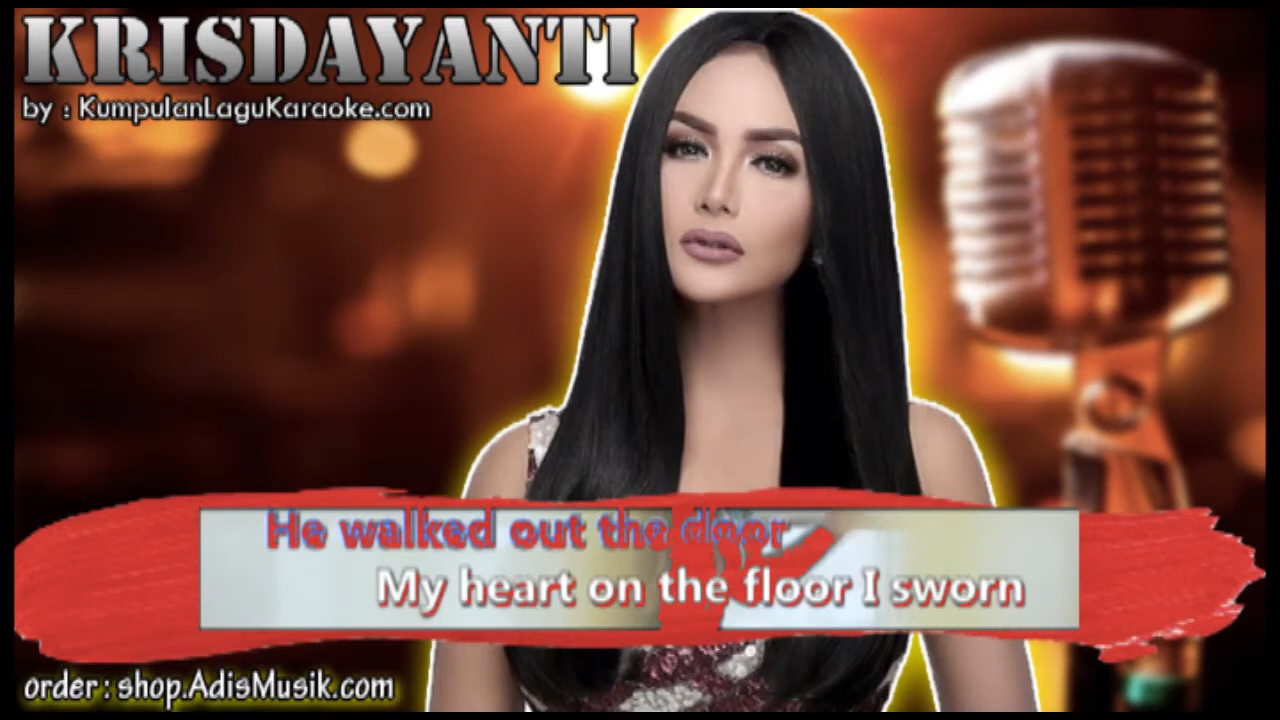 KRISDAYANTI
by : KumpulanLaguKaraoke.com
He walked out the door
My heart on the floor I sworn
order : shop.AdisMusik.com